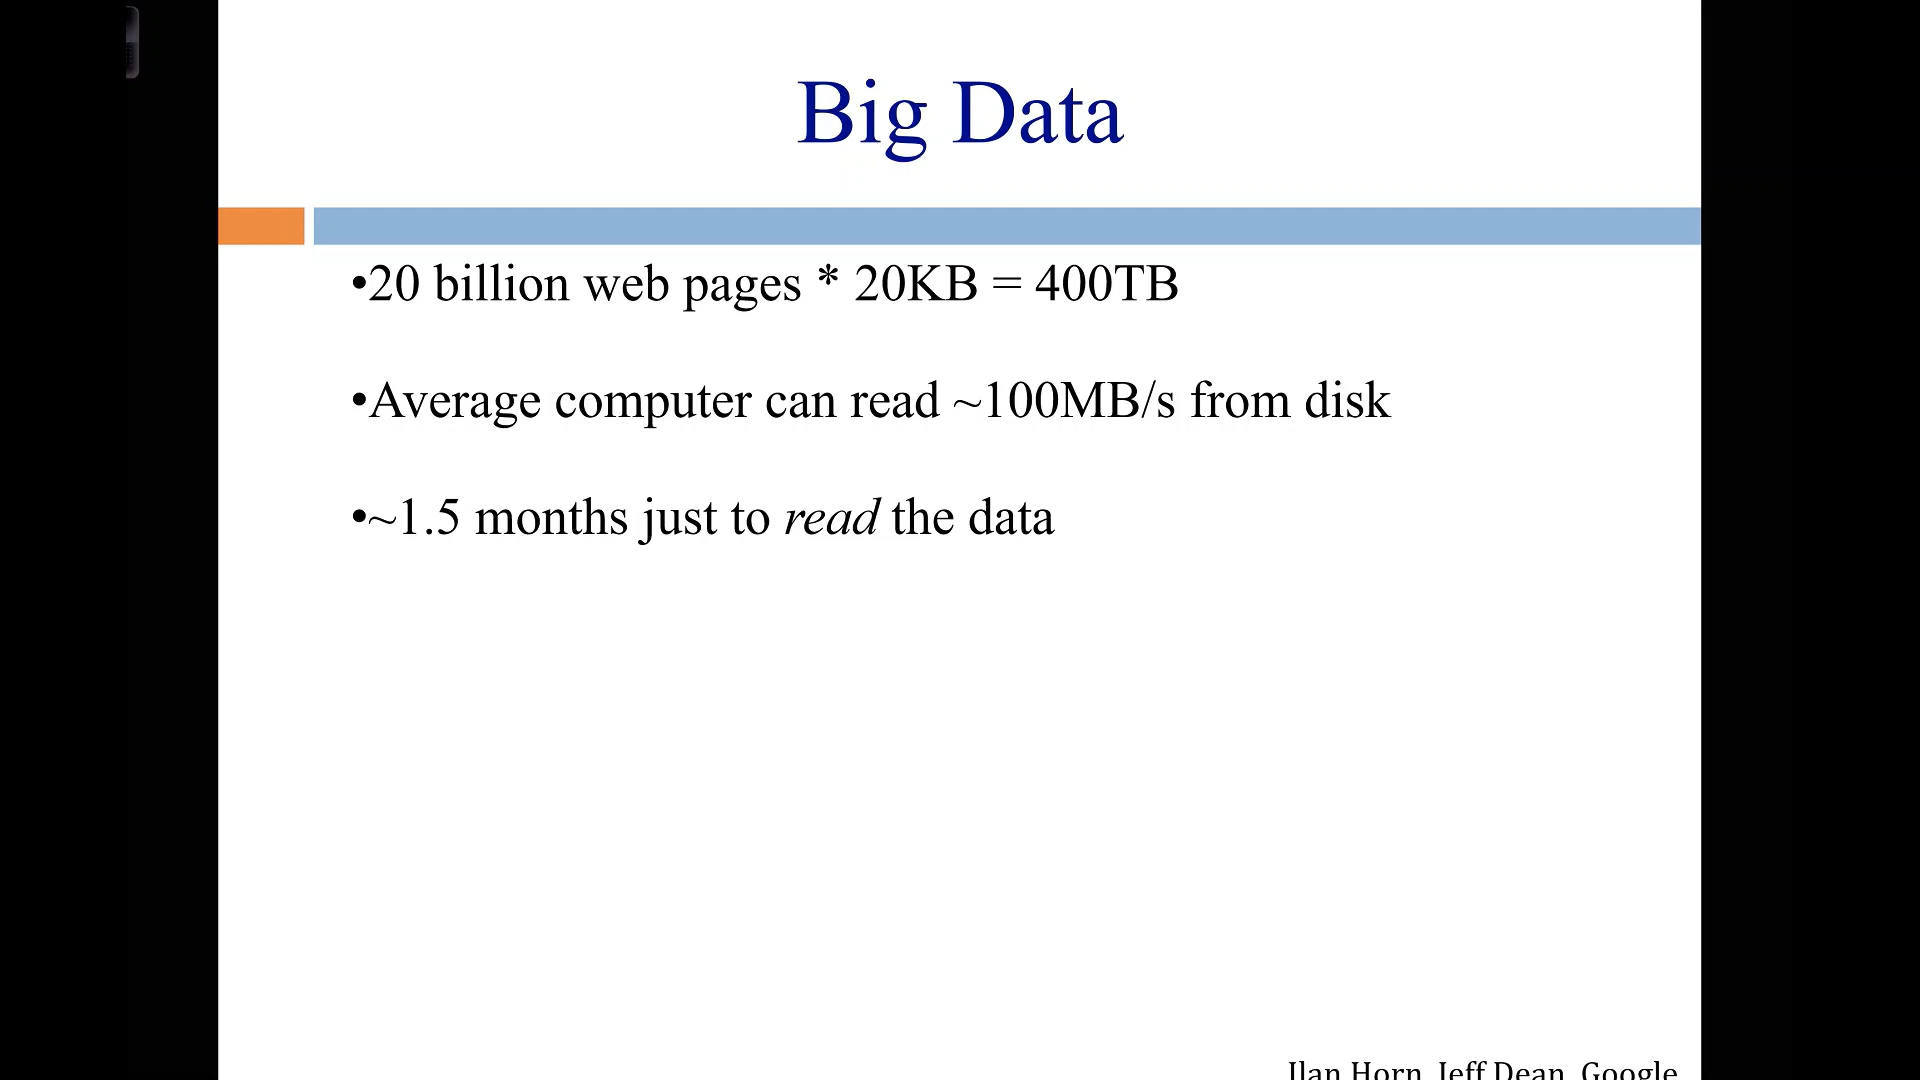 Big Data
•20 billion web pages * 20KB = 400TB
•Average computer can read ~100MB/s from disk
•~1.5 months just to read the data
Ilan Horn, Jeff Dean, Google